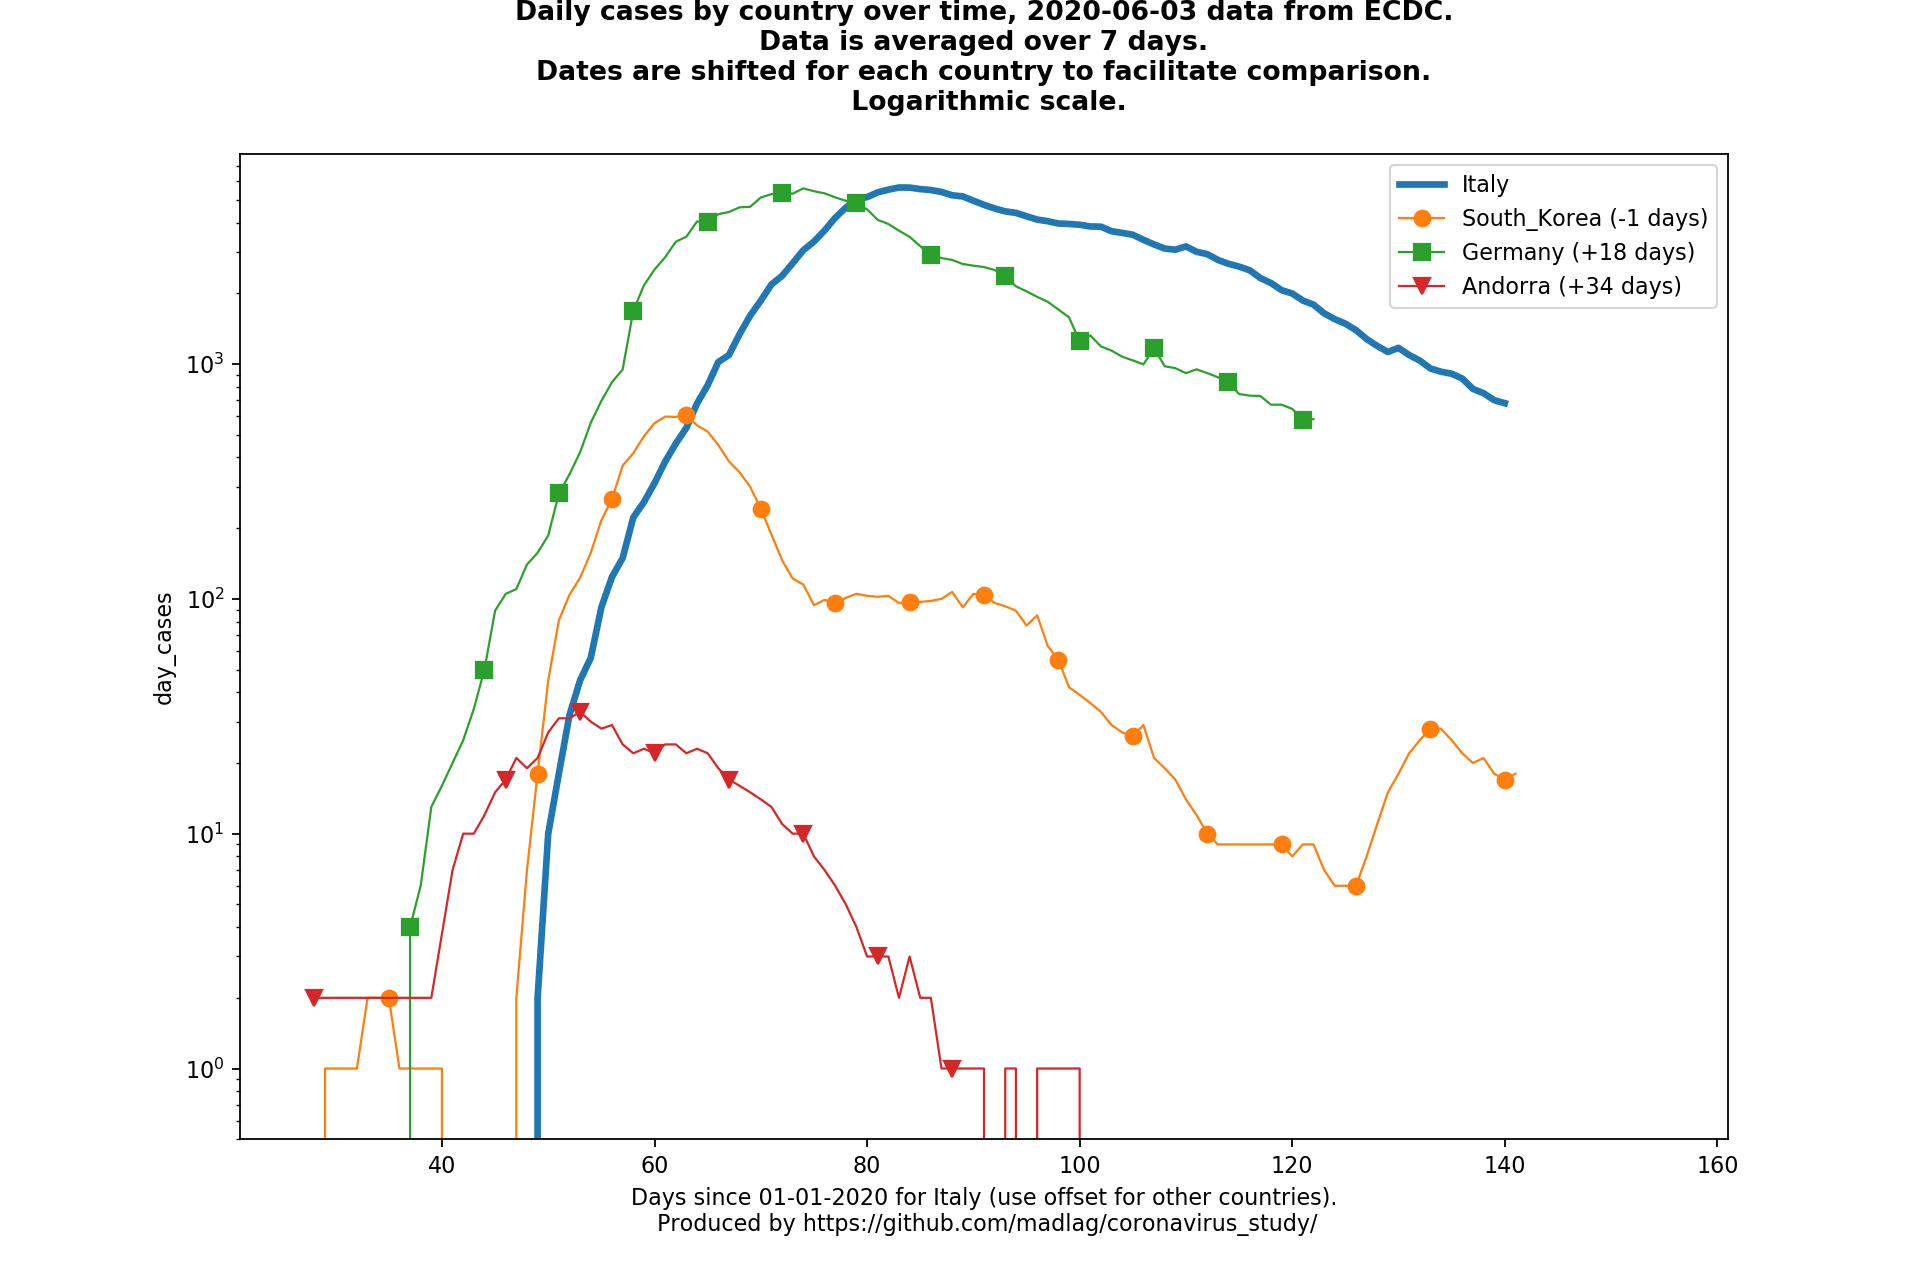 Daily cases by country over time, 2020-06-03 data from ECDC.
Data is averaged over 7 days.
Dates are shifted for each country to facilitate comparison.
Logarithmic scale.
Italy
South_Korea (-1 days)
Germany (+18 days)
Andorra (+34 days)
day_cases
10³
10²
10¹
10⁰
40 60 80 100 120 140 160
Days since 01-01-2020 for Italy (use offset for other countries).
Produced by https://github.com/madlag/coronavirus_study/